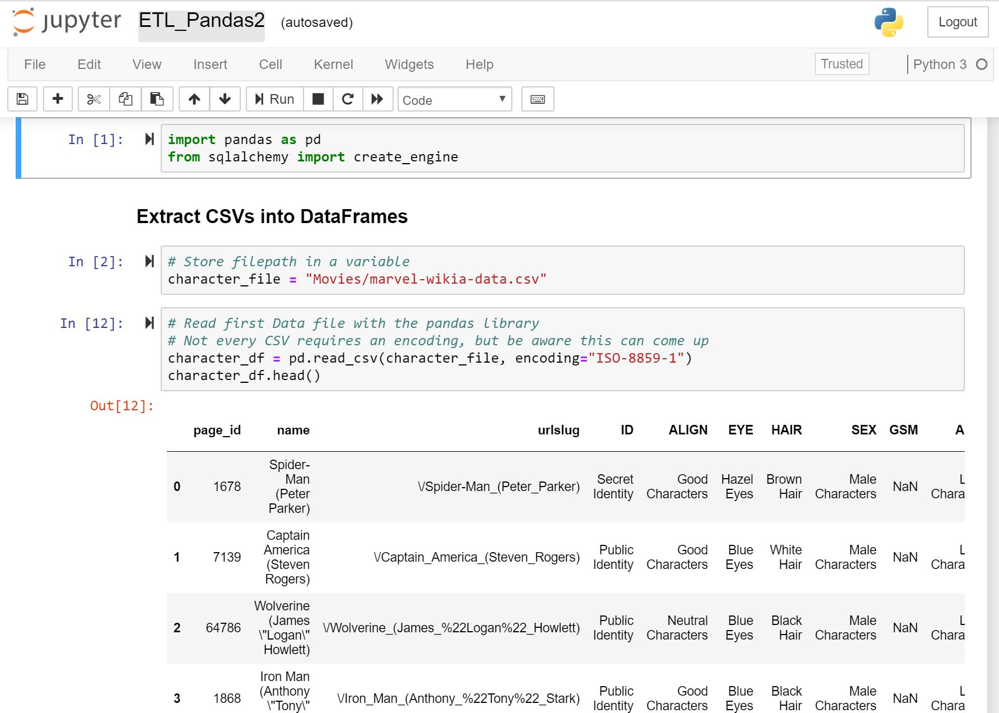 jupyter ETL_Pandas2 (autosaved) Logout
File Edit View Insert Cell Kernel Widgets Help Trusted Python 3
Run Code
In [1]: import pandas as pd
from sqlalchemy import create_engine
Extract CSVs into DataFrames
In [2]: # Store filepath in a variable
character_file = "Movies/marvel-wikia-data.csv"
In [12]: # Read first Data file with the pandas library
# Not every CSV requires an encoding, but be aware this can come up
character_df = pd.read_csv(character_file, encoding="ISO-8859-1")
character_df.head()
Out[12]:
page_id name urlslug ID ALIGN EYE HAIR SEX GSM A
Spider-
Man
(Peter
Parker)
0 1678 \/Spider-Man_(Peter_Parker) Secret Identity Good Characters Hazel Eyes Brown Hair Male Characters NaN L Chara
Captain
America
(Steven
Rogers)
1 7139 \/Captain_America_(Steven_Rogers) Public Identity Good Characters Blue Eyes White Hair Male Characters NaN L Chara
Wolverine
(James
\"Logan\"
Howlett)
2 64786 \/Wolverine_(James_%22Logan%22_Howlett) Public Identity Neutral Characters Blue Eyes Black Hair Male Characters NaN L Chara
Iron Man
(Anthony
\"Tony\"
3 1868 \/Iron_Man_(Anthony_%22Tony%22_Stark) Public Identity Good Characters Blue Eyes Black Hair Male Characters NaN L Chara